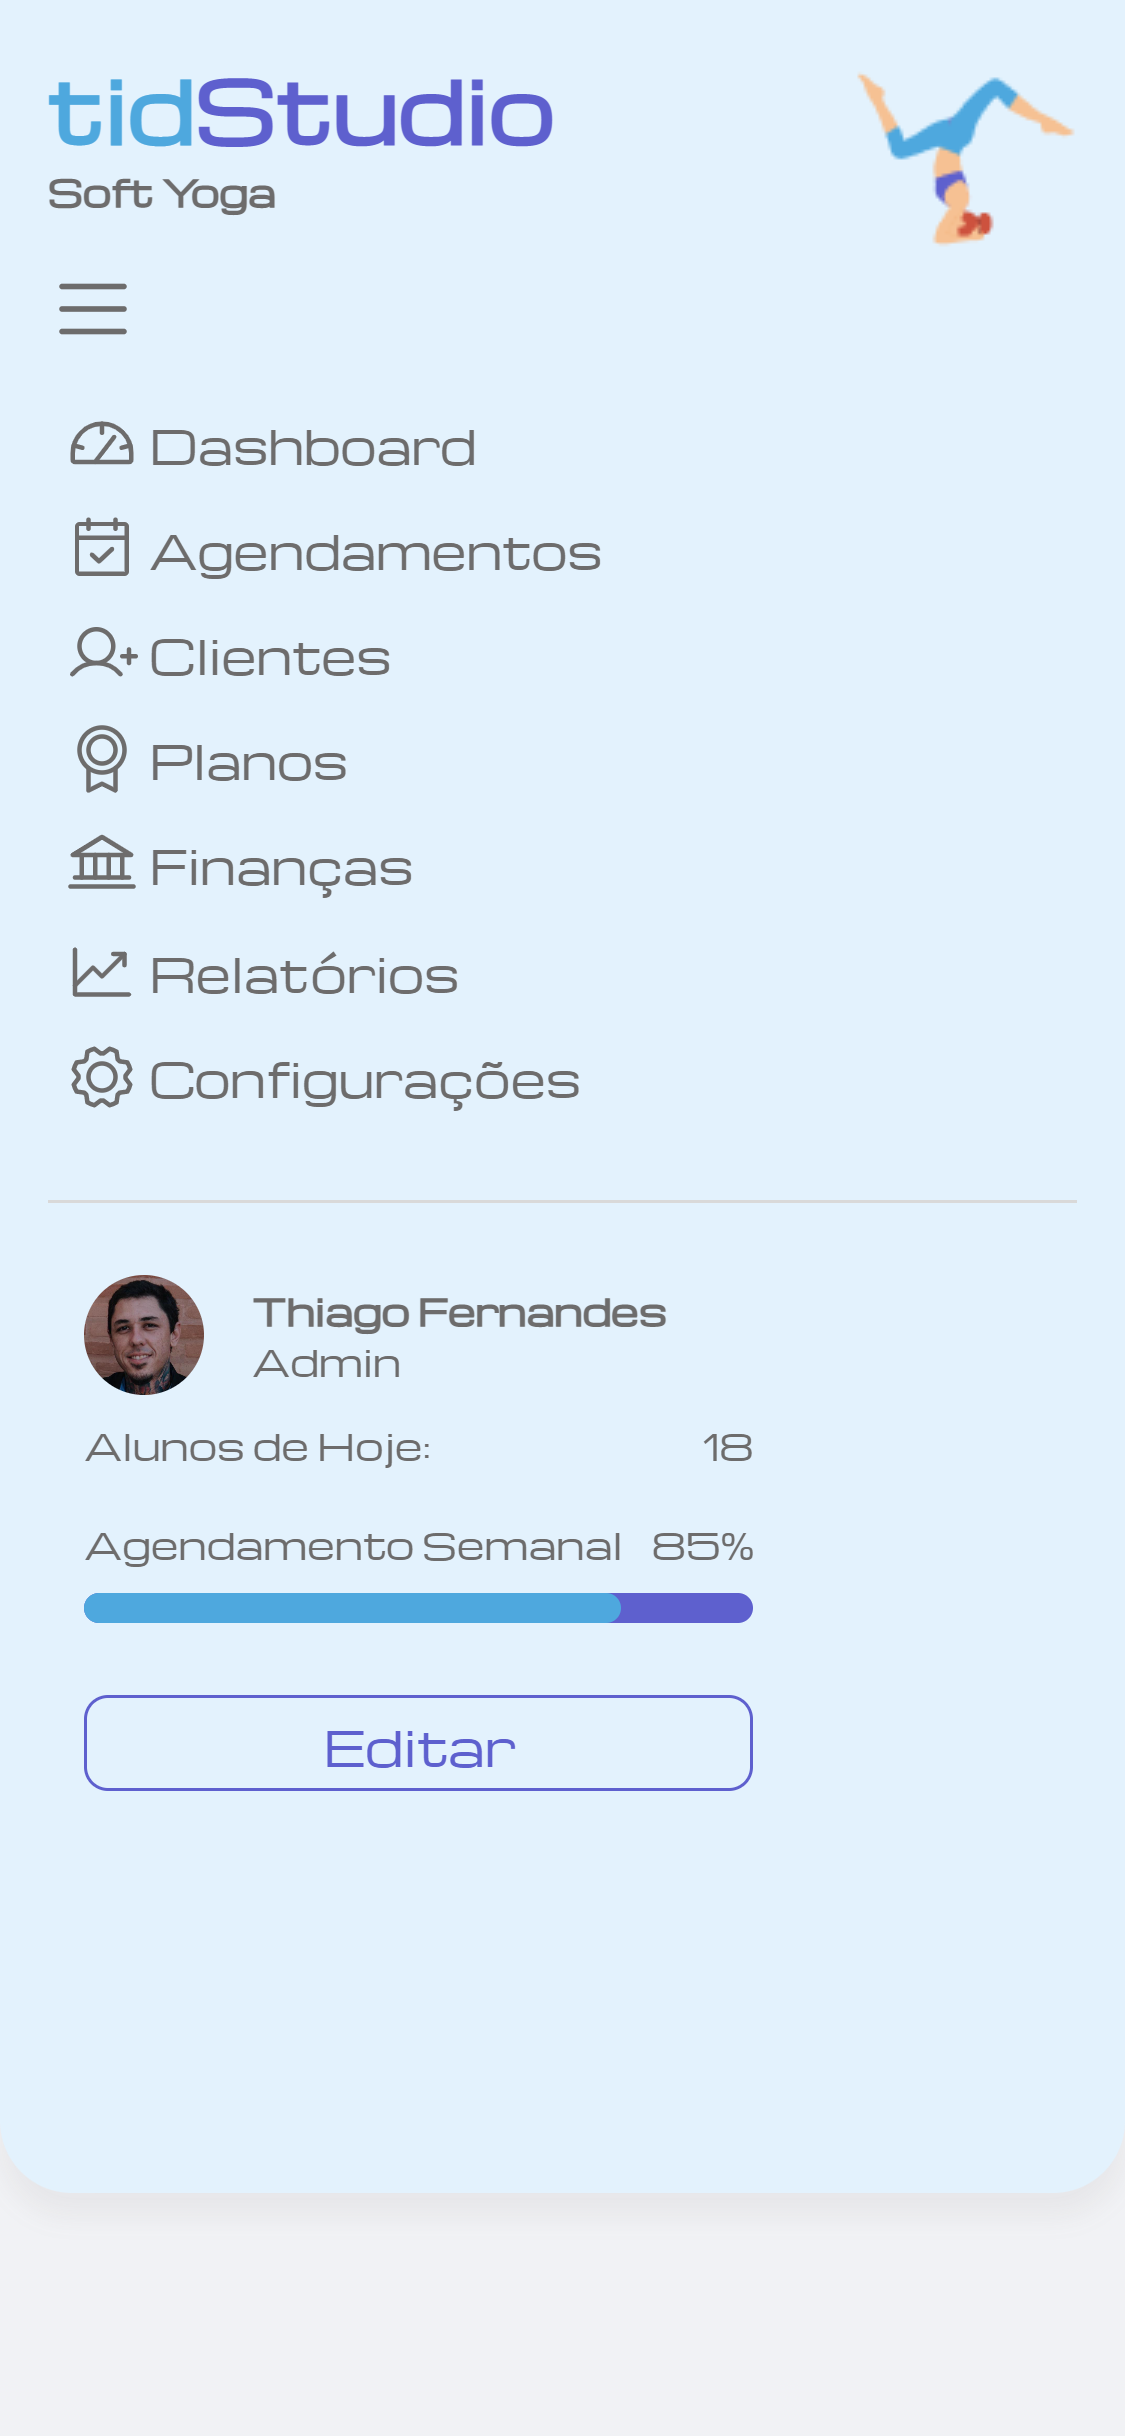 tidStudio
Soft Yoga
Dashboard
Agendamentos
Clientes
Planos
Finanças
Relatórios
Configurações
Thiago Fernandes
Admin
Alunos de Hoje: 18
Agendamento Semanal 85%
Editar